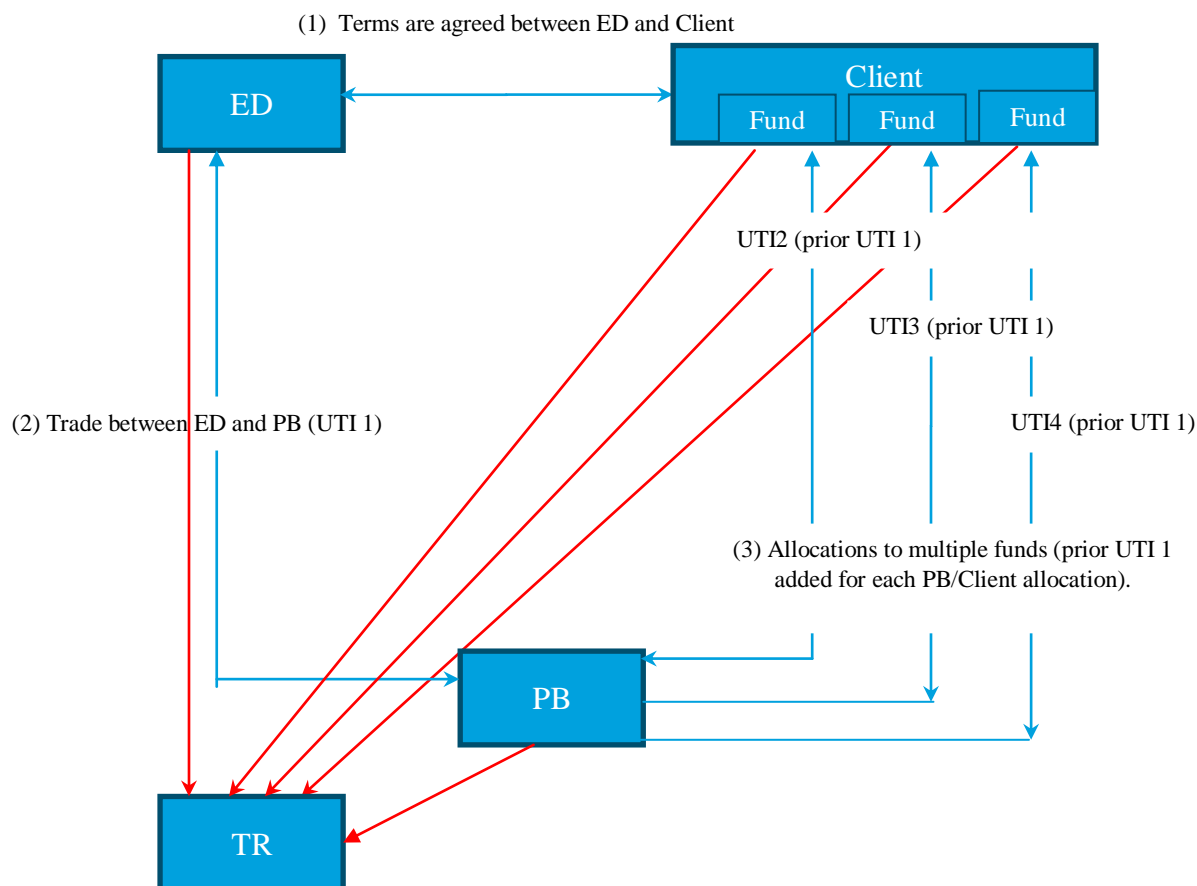 (1) Terms are agreed between ED and Client
ED
Client
Fund
Fund
Fund
UTI2 (prior UTI 1)
UTI3 (prior UTI 1)
(2) Trade between ED and PB (UTI 1)
UTI4 (prior UTI 1)
(3) Allocations to multiple funds (prior UTI 1
added for each PB/Client allocation).
PB
TR